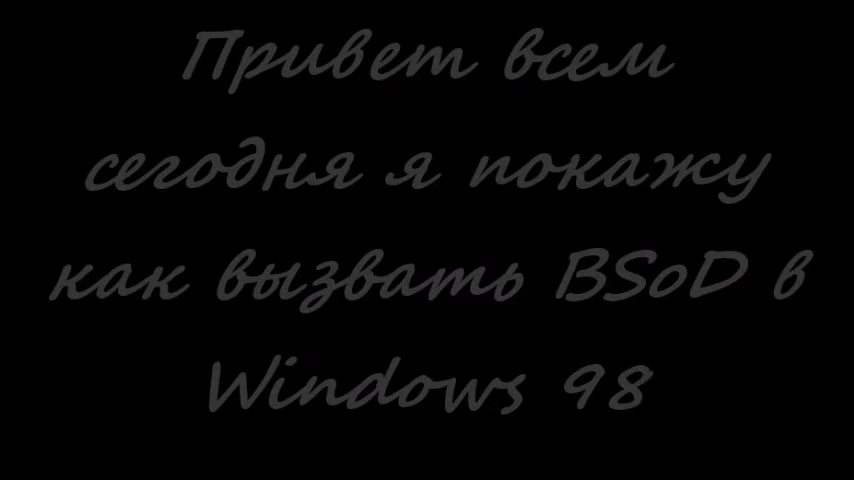 Привет всем
сегодня я покажу
как вызвать BSoD в
Windows 98